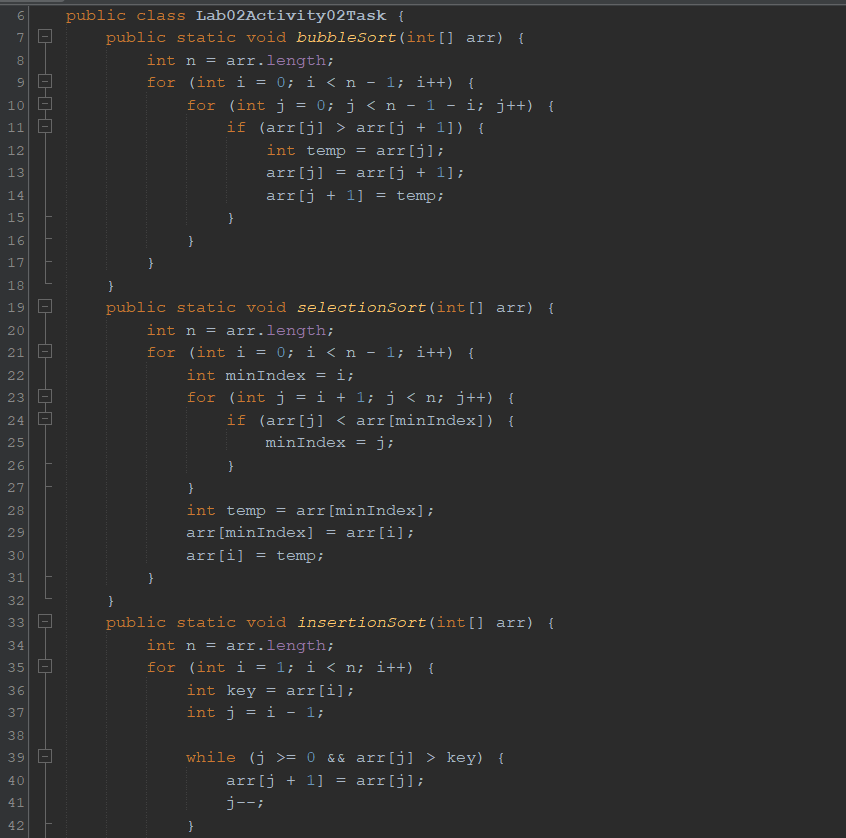 6 public class Lab02Activity02Task {
7 public static void bubbleSort(int[] arr) {
8 int n = arr.length;
9 for (int i = 0; i < n - 1; i++) {
10 for (int j = 0; j < n - 1 - i; j++) {
11 if (arr[j] > arr[j + 1]) {
12 int temp = arr[j];
13 arr[j] = arr[j + 1];
14 arr[j + 1] = temp;
15 }
16 }
17 }
18 }
19 public static void selectionSort(int[] arr) {
20 int n = arr.length;
21 for (int i = 0; i < n - 1; i++) {
22 int minIndex = i;
23 for (int j = i + 1; j < n; j++) {
24 if (arr[j] < arr[minIndex]) {
25 minIndex = j;
26 }
27 }
28 int temp = arr[minIndex];
29 arr[minIndex] = arr[i];
30 arr[i] = temp;
31 }
32 }
33 public static void insertionSort(int[] arr) {
34 int n = arr.length;
35 for (int i = 1; i < n; i++) {
36 int key = arr[i];
37 int j = i - 1;
38
39 while (j >= 0 && arr[j] > key) {
40 arr[j + 1] = arr[j];
41 j--;
42 }